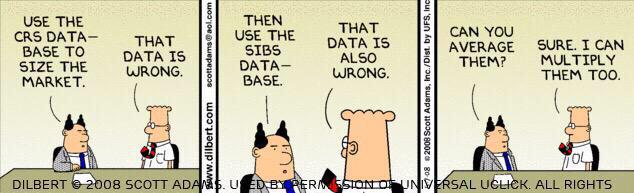 USE THE
CRS DATA-
BASE TO
SIZE THE
MARKET.
THAT
DATA IS
WRONG.
www.dilbert.com
scottadams@aol.com
THEN
USE THE
SIBS
DATA-
BASE.
THAT
DATA IS
ALSO
WRONG.
© 2008 Scott Adams, Inc./Dist. by UFS, Inc.
CAN YOU
AVERAGE
THEM?
SURE. I CAN
MULTIPLY
THEM TOO.
DILBERT © 2008 SCOTT ADAMS. USED BY PERMISSION OF UNIVERSAL UCLICK. ALL RIGHTS